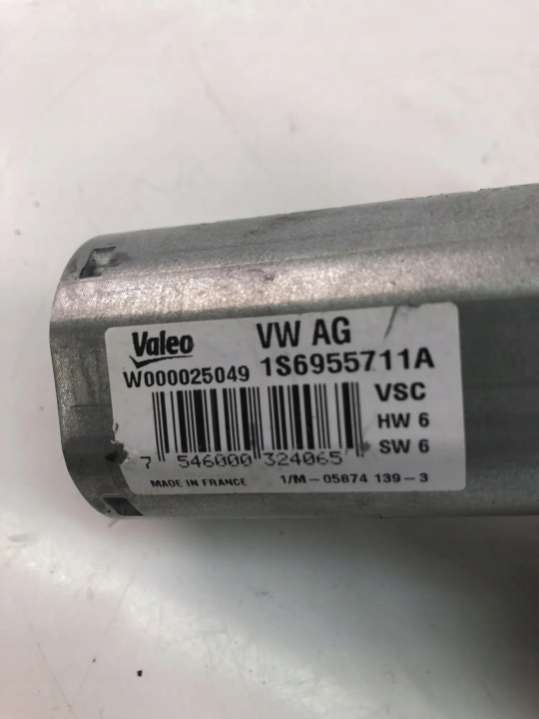 Valeo VW AG
W000025049 1S6955711A
VSC
HW 6
SW 6
7 546000 324065
MADE IN FRANCE 1/M-05874 139-3